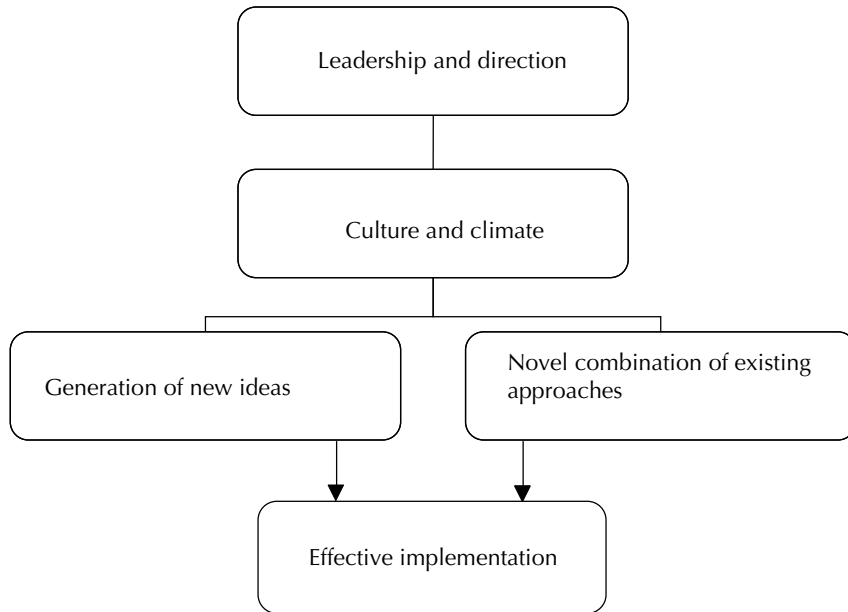 Leadership and direction
Culture and climate
Generation of new ideas
Novel combination of existing
approaches
Effective implementation